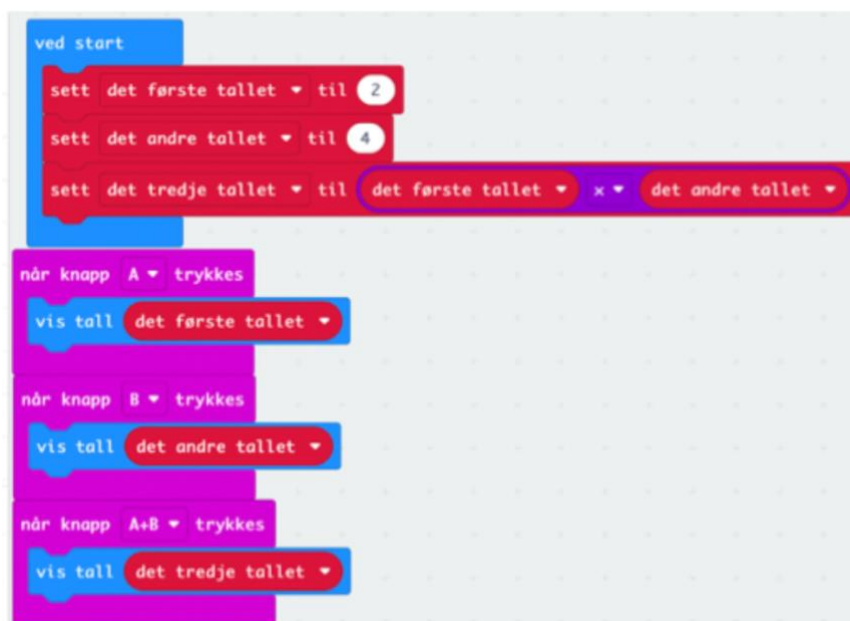 ved start
sett det første tallet til 2
sett det andre tallet til 4
sett det tredje tallet til det første tallet × det andre tallet
når knapp A trykkes
vis tall det første tallet
når knapp B trykkes
vis tall det andre tallet
når knapp A+B trykkes
vis tall det tredje tallet